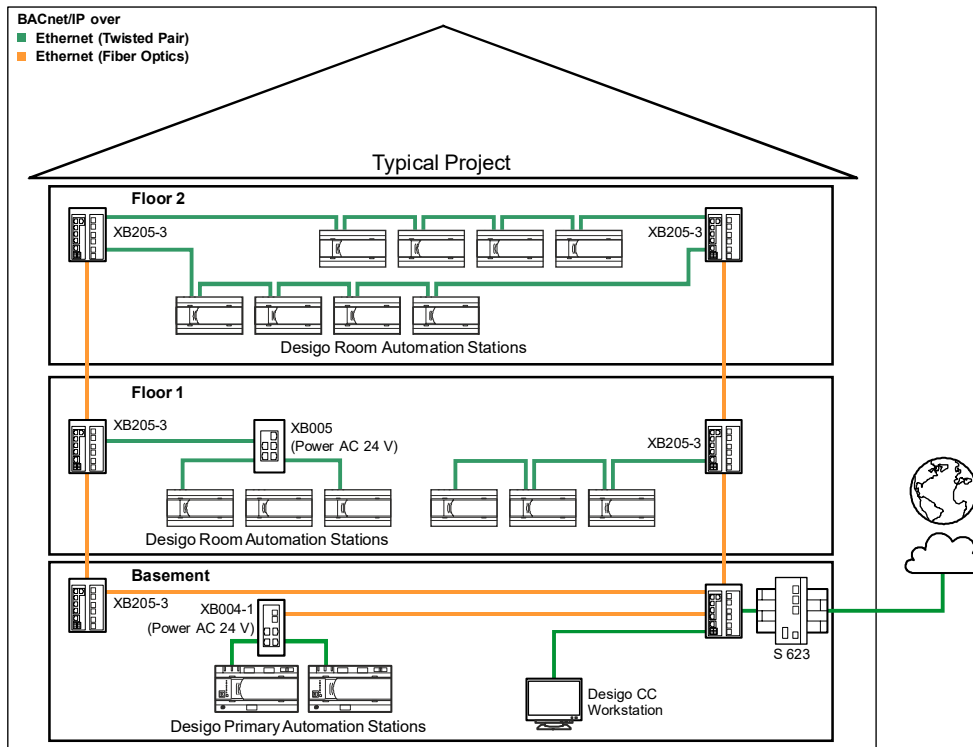 BACnet/IP over
Ethernet (Twisted Pair)
Ethernet (Fiber Optics)
Typical Project
Floor 2
XB205-3
XB205-3
Desigo Room Automation Stations
Floor 1
XB205-3
XB005
(Power AC 24 V)
XB205-3
Desigo Room Automation Stations
Basement
XB205-3
XB004-1
(Power AC 24 V)
S 623
Desigo CC
Workstation
Desigo Primary Automation Stations